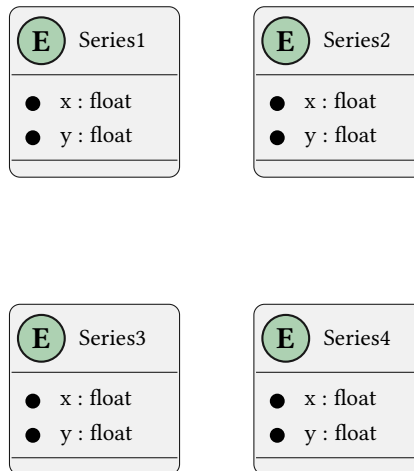 E Series1
x : float
y : float
E Series2
x : float
y : float
E Series3
x : float
y : float
E Series4
x : float
y : float